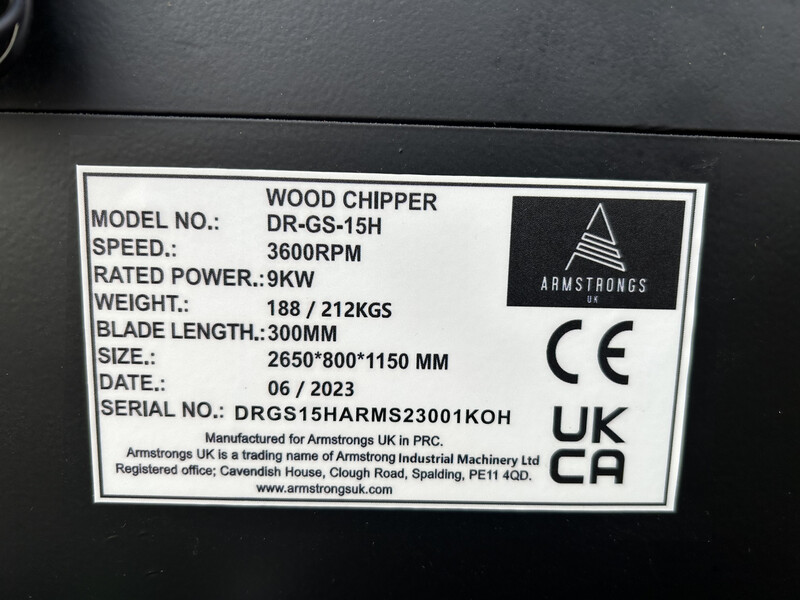 WOOD CHIPPER
MODEL NO.: DR-GS-15H
SPEED.: 3600RPM
RATED POWER.: 9KW
WEIGHT.: 188 / 212KGS
BLADE LENGTH.: 300MM
SIZE.: 2650*800*1150 MM
DATE.: 06 / 2023
SERIAL NO.: DRGS15HARMS23001KOH
Manufactured for Armstrongs UK in PRC.
Armstrongs UK is a trading name of Armstrong Industrial Machinery Ltd
Registered office; Cavendish House, Clough Road, Spalding, PE11 4QD.
www.armstrongsuk.com
ARMSTRONGS
UK
CE
UK
CA